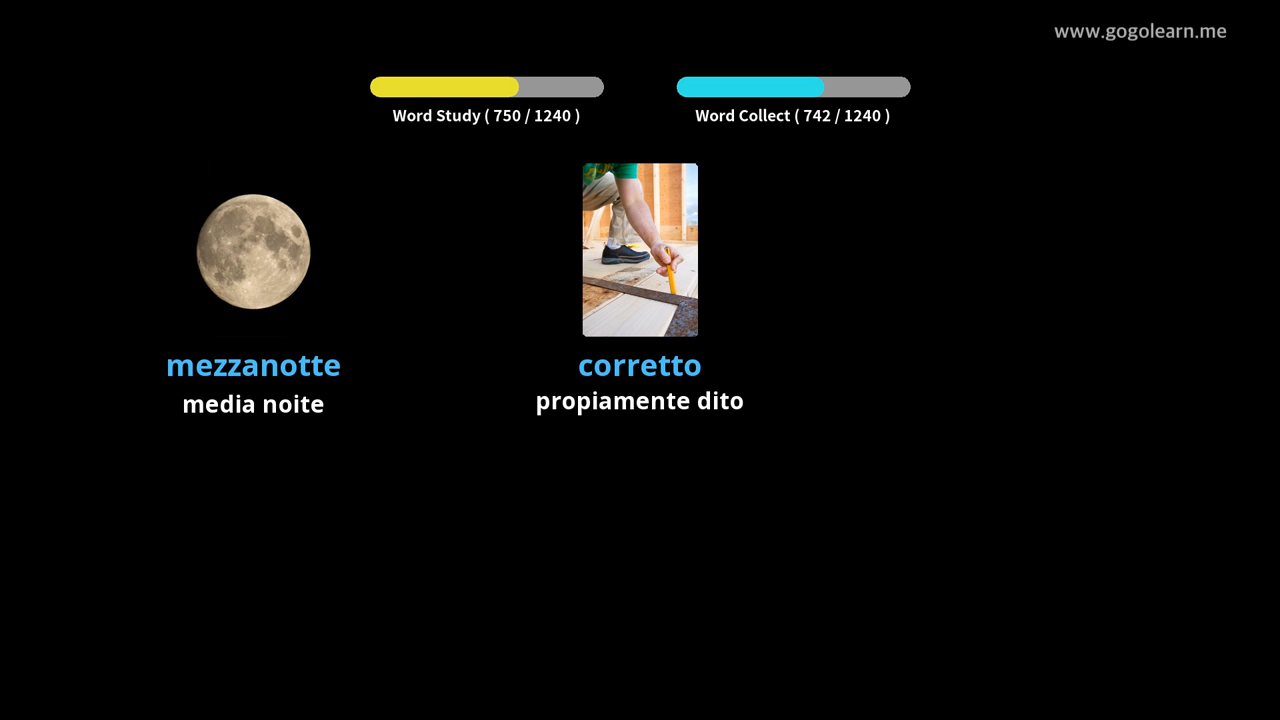 www.gogolearn.me
Word Study ( 750 / 1240 )
Word Collect ( 742 / 1240 )
mezzanotte
media noite
corretto
propiamente dito